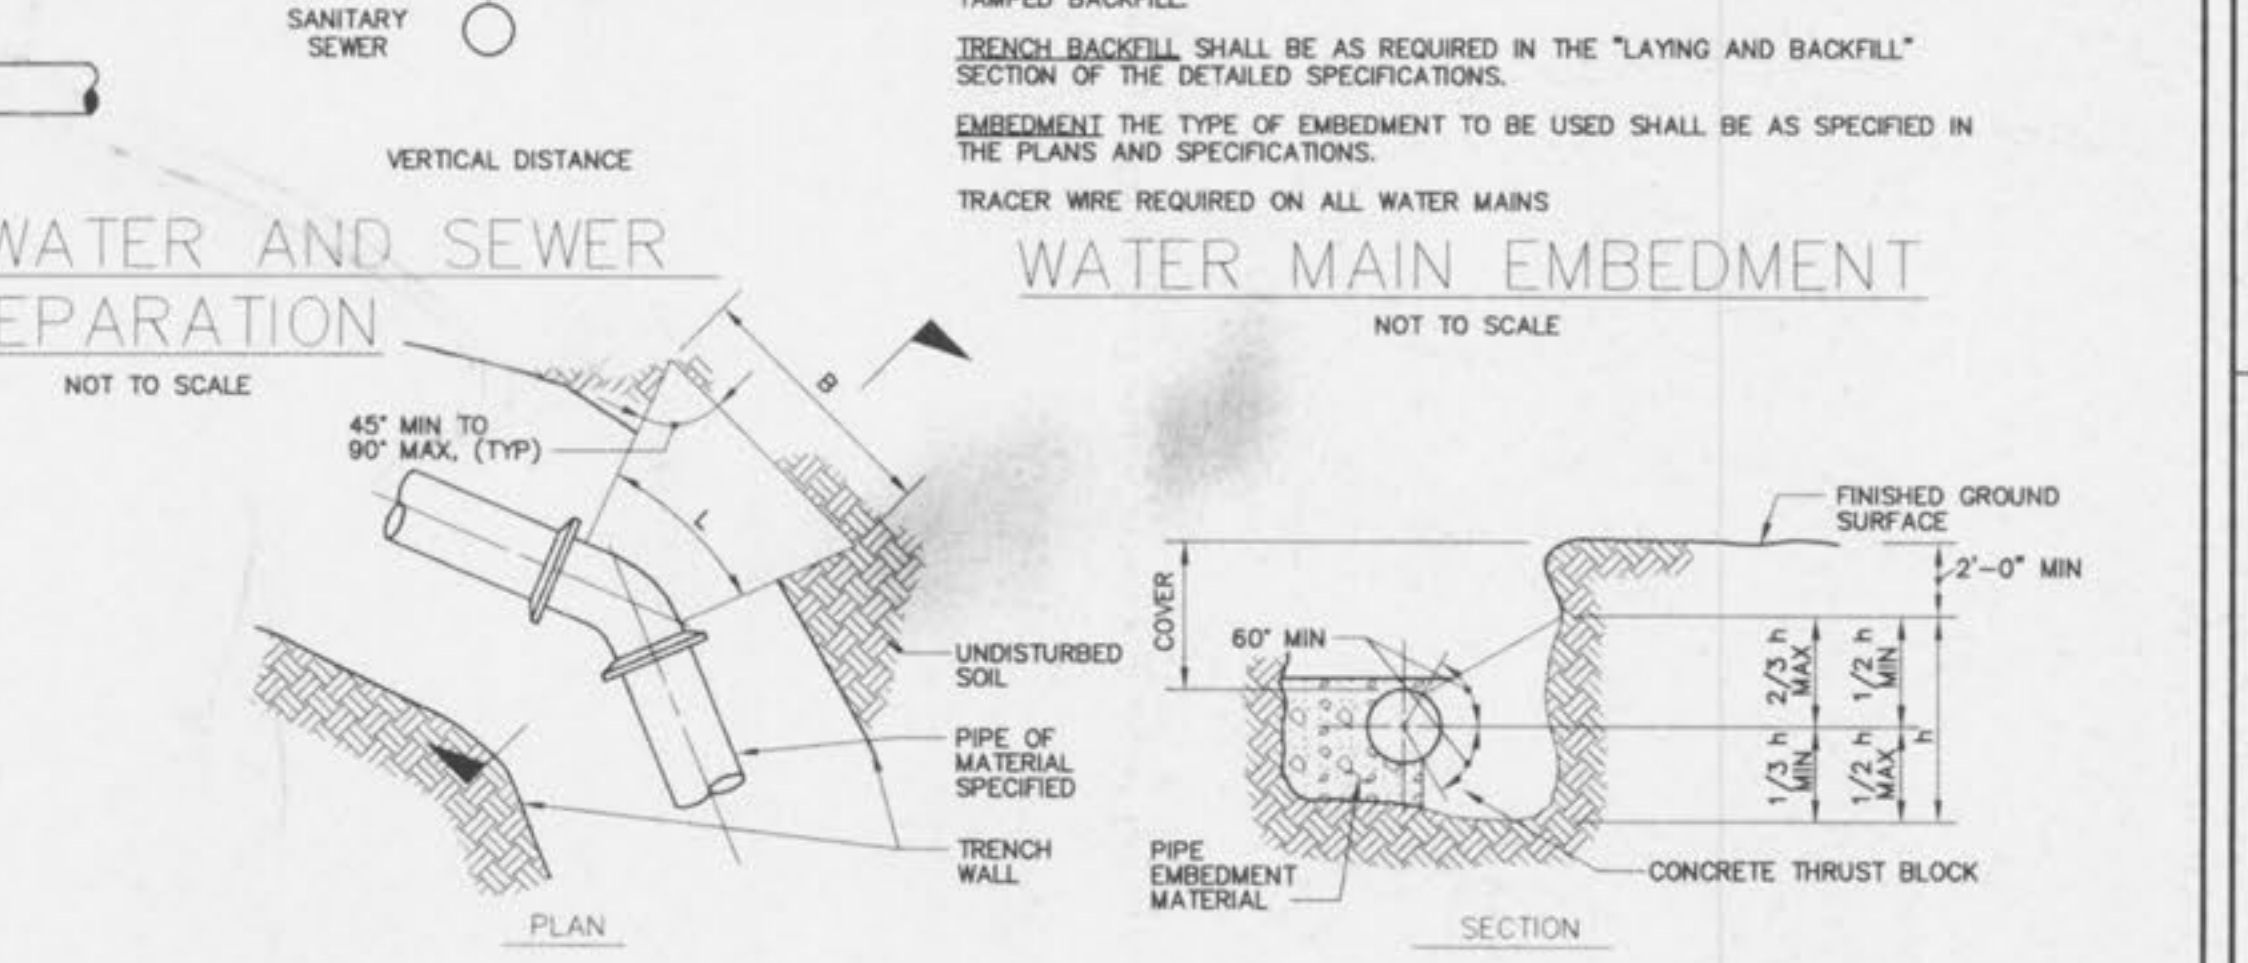 SANITARY
SEWER
VERTICAL DISTANCE
WATER AND SEWER
EPARATION
NOT TO SCALE
TAMPED BACKFILL.
TRENCH BACKFILL SHALL BE AS REQUIRED IN THE "LAYING AND BACKFILL"
SECTION OF THE DETAILED SPECIFICATIONS.
EMBEDMENT THE TYPE OF EMBEDMENT TO BE USED SHALL BE AS SPECIFIED IN
THE PLANS AND SPECIFICATIONS.
TRACER WIRE REQUIRED ON ALL WATER MAINS
WATER MAIN EMBEDMENT
NOT TO SCALE
45° MIN TO
90° MAX, (TYP)
B
L
UNDISTURBED
SOIL
PIPE OF
MATERIAL
SPECIFIED
TRENCH
WALL
PLAN
FINISHED GROUND
SURFACE
2'-0" MIN
COVER
60° MIN
2/3 h
MAX
1/2 h
MIN
1/3 h
MIN
1/2 h
MAX
h
PIPE
EMBEDMENT
MATERIAL
CONCRETE THRUST BLOCK
SECTION